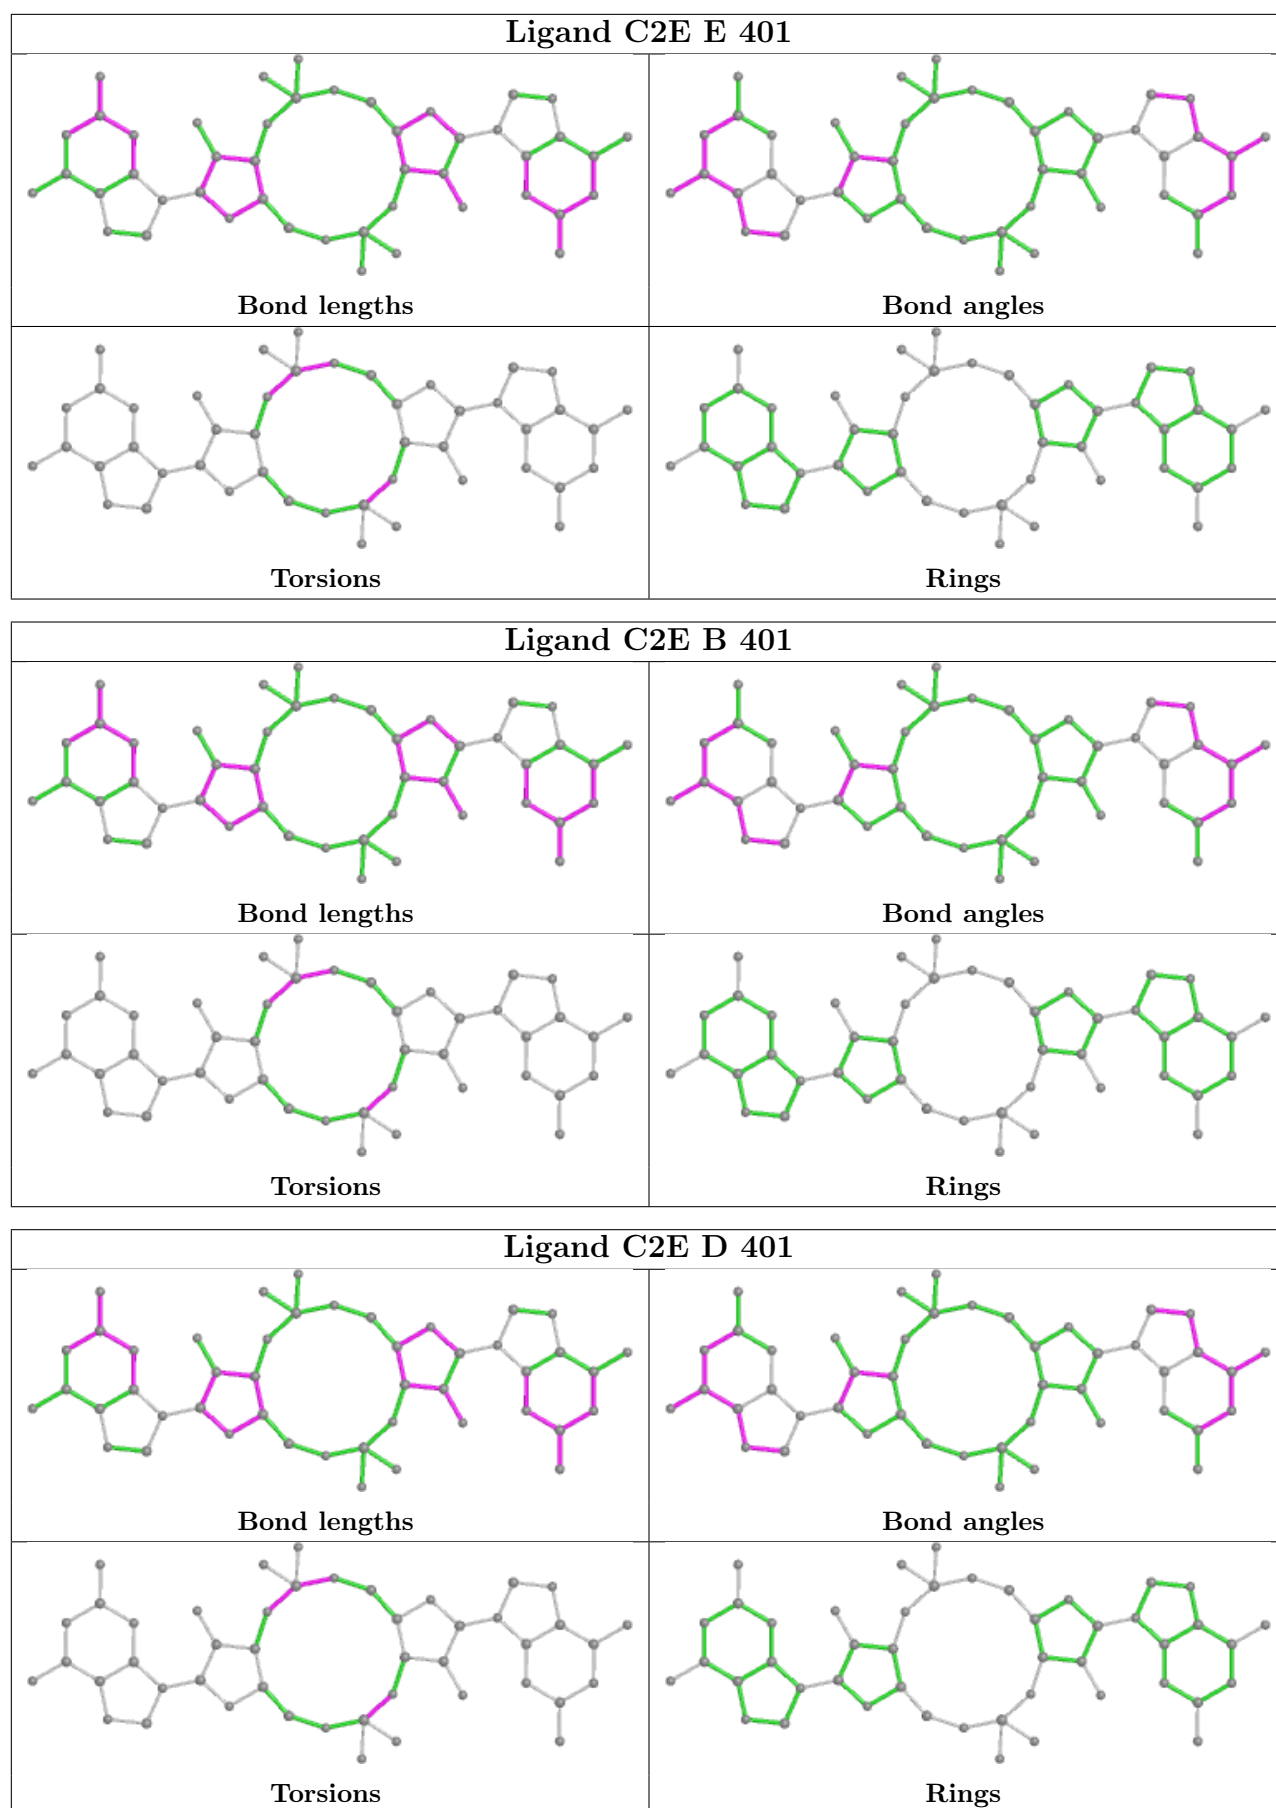 Ligand C2E E 401
Bond lengths
Bond angles
Torsions
Rings
Ligand C2E B 401
Bond lengths
Bond angles
Torsions
Rings
Ligand C2E D 401
Bond lengths
Bond angles
Torsions
Rings